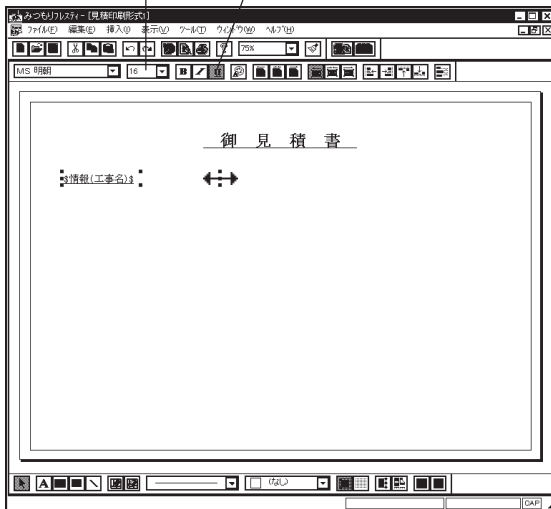 みつもりフレスティ - [見積印刷形式1]
ファイル(F) 編集(E) 挿入(I) 表示(V) ツール(T) ウィンドウ(W) ヘルプ(H)
75%
MS 明朝 16 B I U
御 見 積 書
$情報(工事名)$
A (なし)
CAP